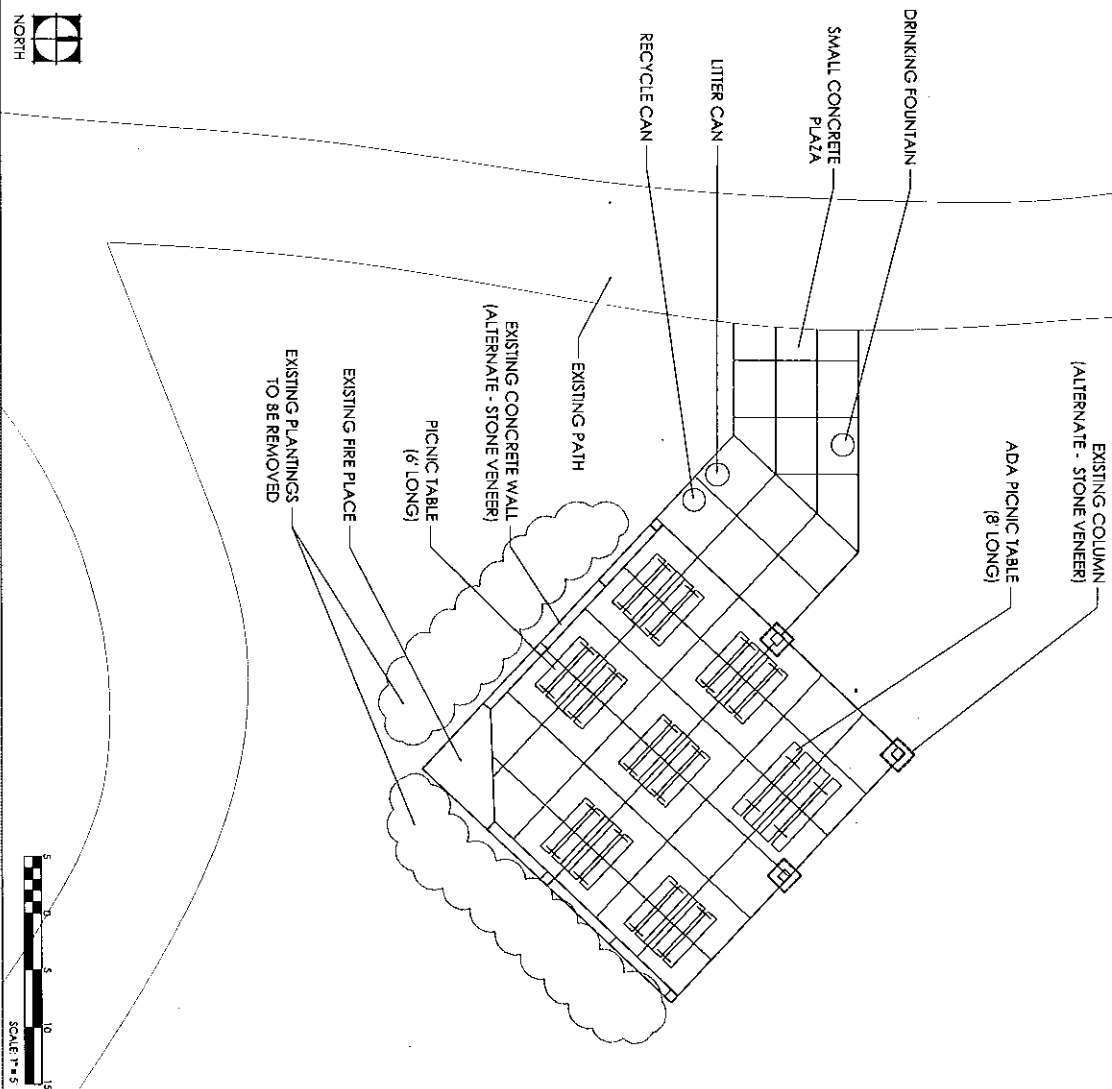 EXISTING COLUMN
(ALTERNATE - STONE VENEER)
ADA PICNIC TABLE
(8' LONG)
DRINKING FOUNTAIN
SMALL CONCRETE
PLAZA
LITTER CAN
RECYCLE CAN
EXISTING PATH
EXISTING CONCRETE WALL
(ALTERNATE - STONE VENEER)
PICNIC TABLE
(6' LONG)
EXISTING FIRE PLACE
EXISTING PLANTINGS
TO BE REMOVED
NORTH
5 0 5 10 15
SCALE: 1" = 5'